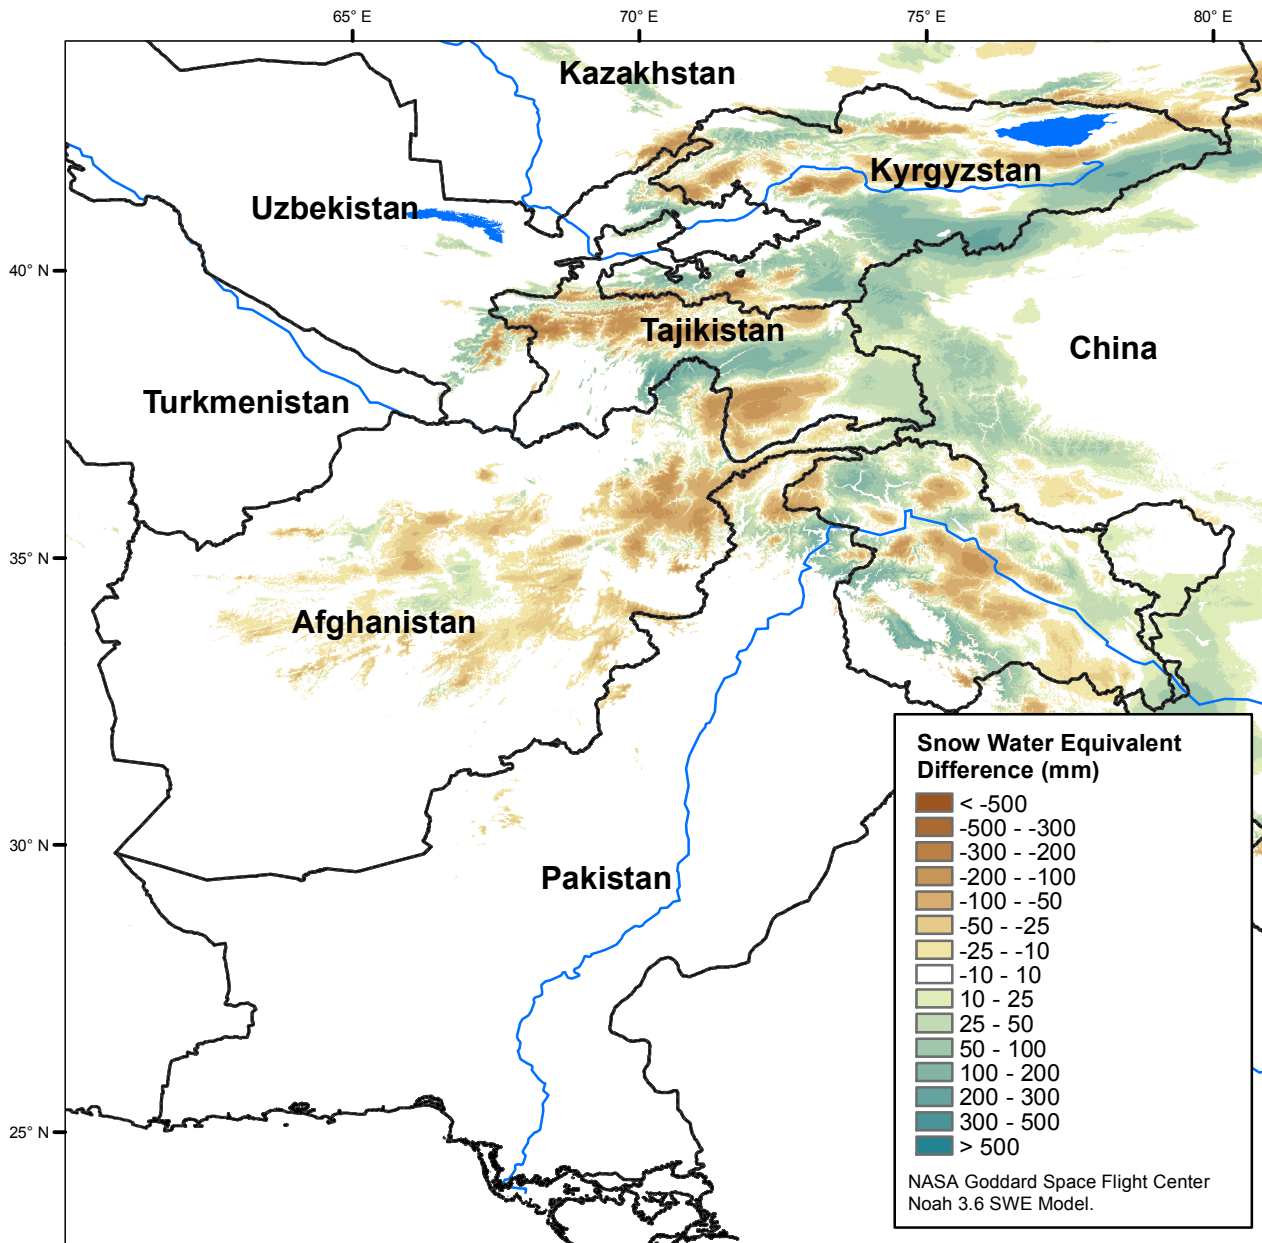 65° E
70° E
75° E
80° E
Kazakhstan
Kyrgyzstan
Uzbekistan
40° N
Tajikistan
China
Turkmenistan
35° N
Afghanistan
30° N
Pakistan
25° N
Snow Water Equivalent
Difference (mm)
< -500
-500 - -300
-300 - -200
-200 - -100
-100 - -50
-50 - -25
-25 - -10
-10 - 10
10 - 25
25 - 50
50 - 100
100 - 200
200 - 300
300 - 500
> 500
NASA Goddard Space Flight Center
Noah 3.6 SWE Model.